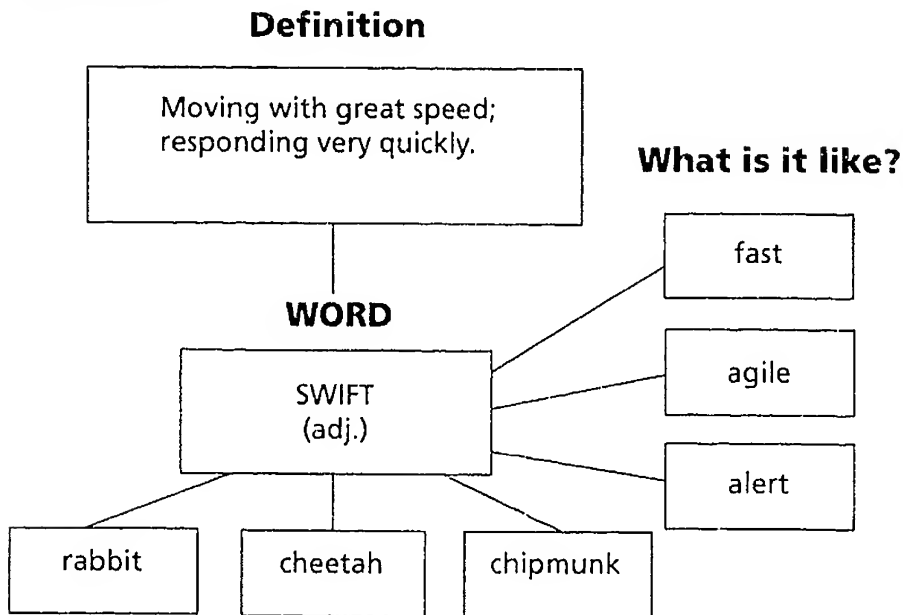 Definition
Moving with great speed;
responding very quickly.
What is it like?
fast
WORD
SWIFT
(adj.)
agile
alert
rabbit
cheetah
chipmunk